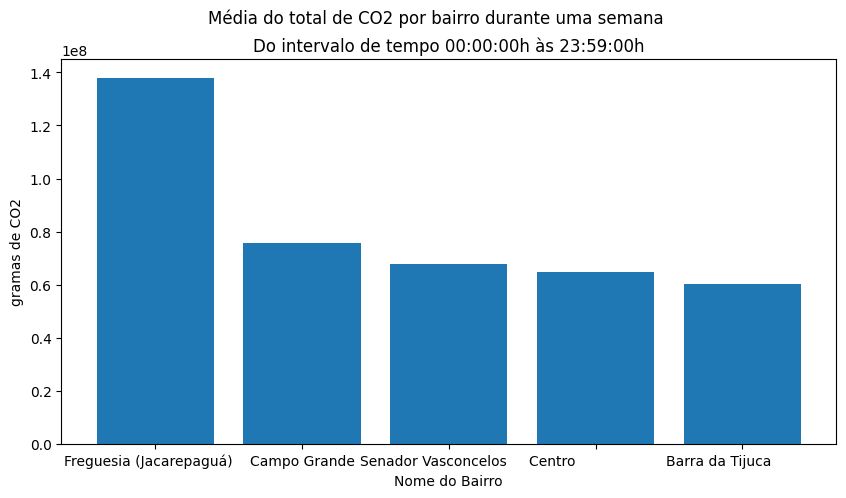 Média do total de CO2 por bairro durante uma semana
Do intervalo de tempo 00:00:00h às 23:59:00h
1e8
1.4
1.2
1.0
0.8
0.6
0.4
0.2
0.0
gramas de CO2
Freguesia (Jacarepaguá) Campo Grande Senador Vasconcelos Centro Barra da Tijuca
Nome do Bairro